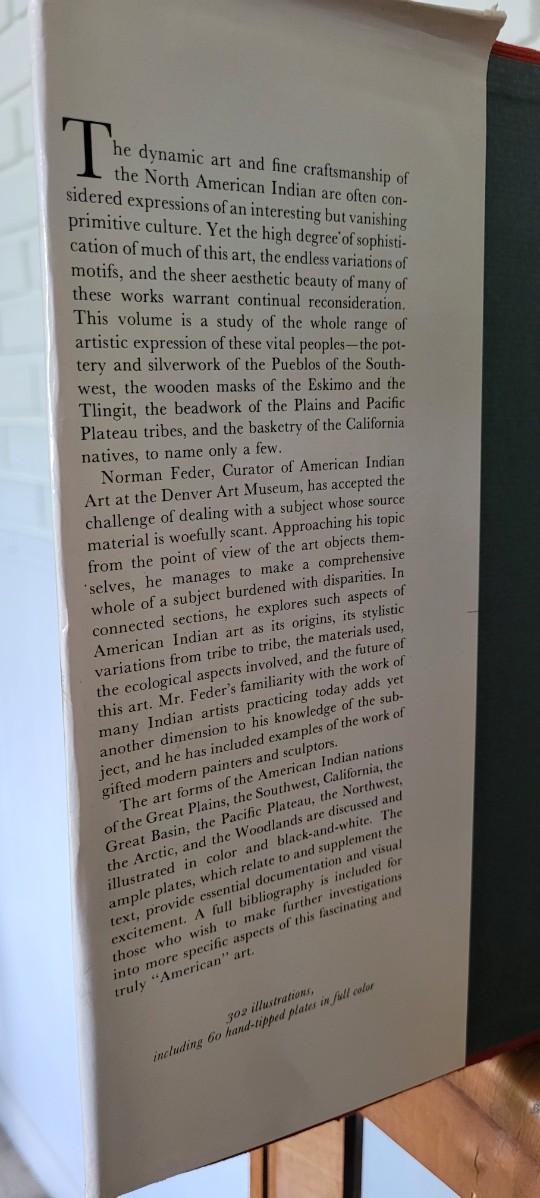 The dynamic art and fine craftsmanship of
the North American Indian are often con-
sidered expressions of an interesting but vanishing
primitive culture. Yet the high degree of sophisti-
cation of much of this art, the endless variations of
motifs, and the sheer aesthetic beauty of many of
these works warrant continual reconsideration.
This volume is a study of the whole range of
artistic expression of these vital peoples—the pot-
tery and silverwork of the Pueblos of the South-
west, the wooden masks of the Eskimo and the
Tlingit, the beadwork of the Plains and Pacific
Plateau tribes, and the basketry of the California
natives, to name only a few.
Norman Feder, Curator of American Indian
Art at the Denver Art Museum, has accepted the
challenge of dealing with a subject whose source
material is woefully scant. Approaching his topic
from the point of view of the art objects them-
selves, he manages to make a comprehensive
whole of a subject burdened with disparities. In
connected sections, he explores such aspects of
American Indian art as its origins, its stylistic
variations from tribe to tribe, the materials used,
the ecological aspects involved, and the future of
this art. Mr. Feder's familiarity with the work of
many Indian artists practicing today adds yet
another dimension to his knowledge of the sub-
ject, and he has included examples of the work of
gifted modern painters and sculptors.
The art forms of the American Indian nations
of the Great Plains, the Southwest, California, the
Great Basin, the Pacific Plateau, the Northwest,
the Arctic, and the Woodlands are discussed and
illustrated in color and black-and-white. The
ample plates, which relate to and supplement the
text, provide essential documentation and visual
excitement. A full bibliography is included for
those who wish to make further investigations
into more specific aspects of this fascinating and
truly "American" art.
302 illustrations,
including 60 hand-tipped plates in full color